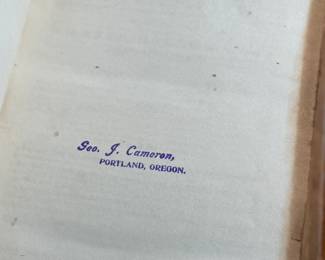 Geo. J. Cameron,
PORTLAND, OREGON.